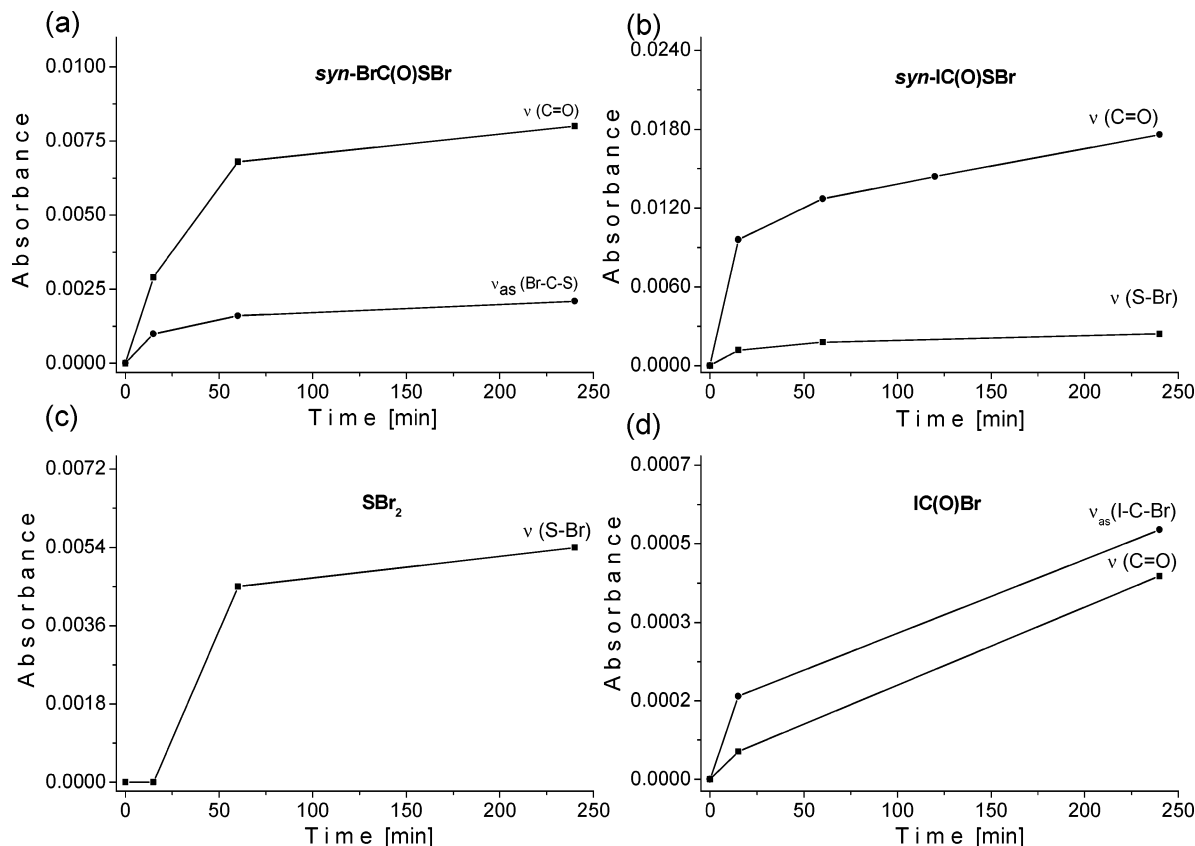 (a)
syn-BrC(O)SBr
ν (C=O)
νas (Br-C-S)
0.0100
0.0075
0.0050
0.0025
0.0000
Absorbance
0 50 100 150 200 250
Time [min]
(b)
syn-IC(O)SBr
ν (C=O)
ν (S-Br)
0.0240
0.0180
0.0120
0.0060
0.0000
Absorbance
0 50 100 150 200 250
Time [min]
(c)
SBr2
ν (S-Br)
0.0072
0.0054
0.0036
0.0018
0.0000
Absorbance
0 50 100 150 200 250
Time [min]
(d)
IC(O)Br
νas(I-C-Br)
ν (C=O)
0.0007
0.0005
0.0003
0.0002
0.0000
Absorbance
0 50 100 150 200 250
Time [min]